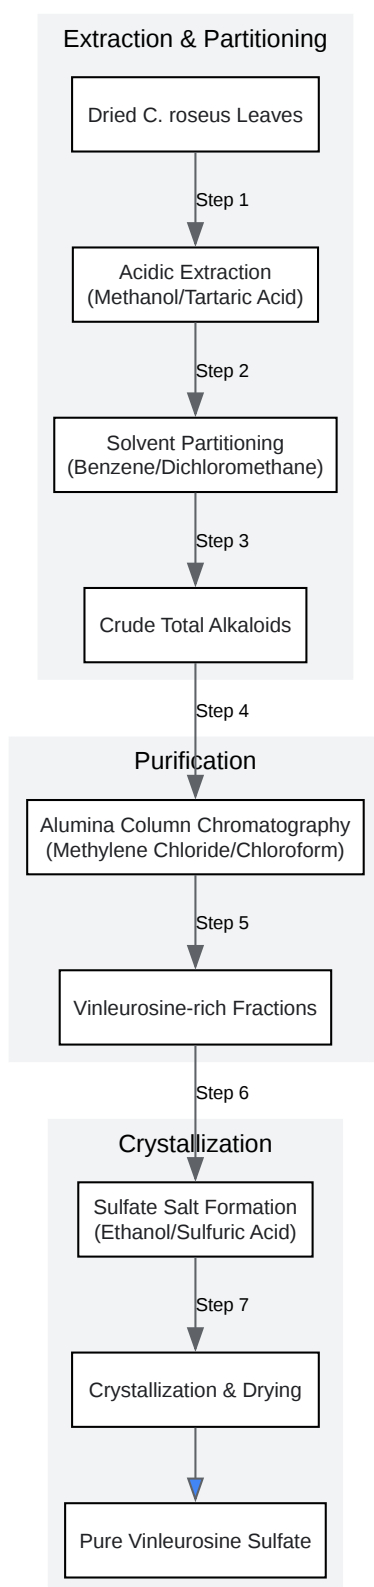 Extraction & Partitioning
Dried C. roseus Leaves
Step 1
Acidic Extraction
(Methanol/Tartaric Acid)
Step 2
Solvent Partitioning
(Benzene/Dichloromethane)
Step 3
Crude Total Alkaloids
Step 4
Purification
Alumina Column Chromatography
(Methylene Chloride/Chloroform)
Step 5
Vinleurosine-rich Fractions
Step 6
Crystallization
Sulfate Salt Formation
(Ethanol/Sulfuric Acid)
Step 7
Crystallization & Drying
Pure Vinleurosine Sulfate